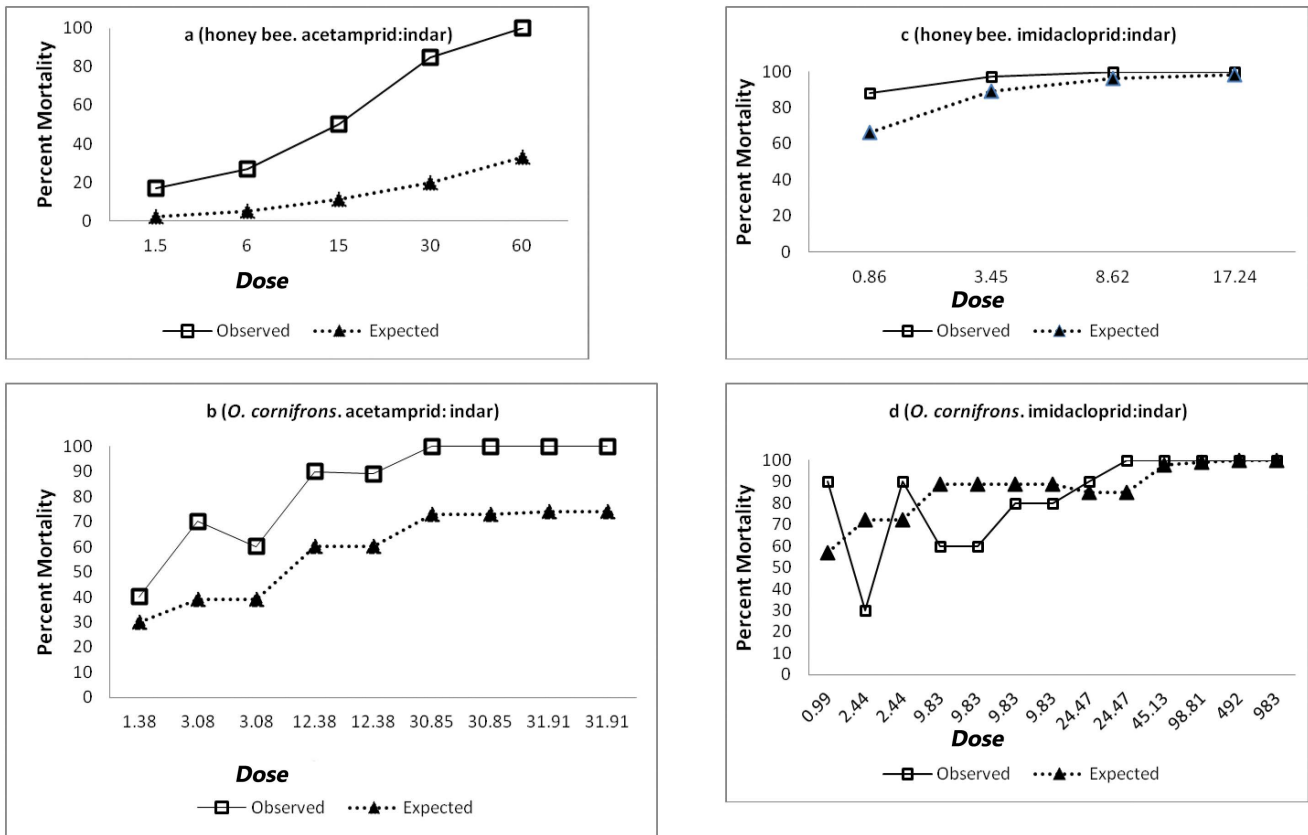 a (honey bee. acetamprid:indar)
Percent Mortality
100
80
60
40
20
0
1.5 6 15 30 60
Dose
Observed Expected
c (honey bee. imidacloprid:indar)
Percent Mortality
100
80
60
40
20
0
0.86 3.45 8.62 17.24
Dose
Observed Expected
b (O. cornifrons. acetamprid: indar)
Percent Mortality
100
90
80
70
60
50
40
30
20
10
0
1.38 3.08 3.08 12.38 12.38 30.85 30.85 31.91 31.91
Dose
Observed Expected
d (O. cornifrons. imidacloprid:indar)
Percent Mortality
100
90
80
70
60
50
40
30
20
10
0
0.99 2.44 2.44 9.83 9.83 9.83 9.83 24.47 24.47 45.13 98.81 492 983
Dose
Observed Expected